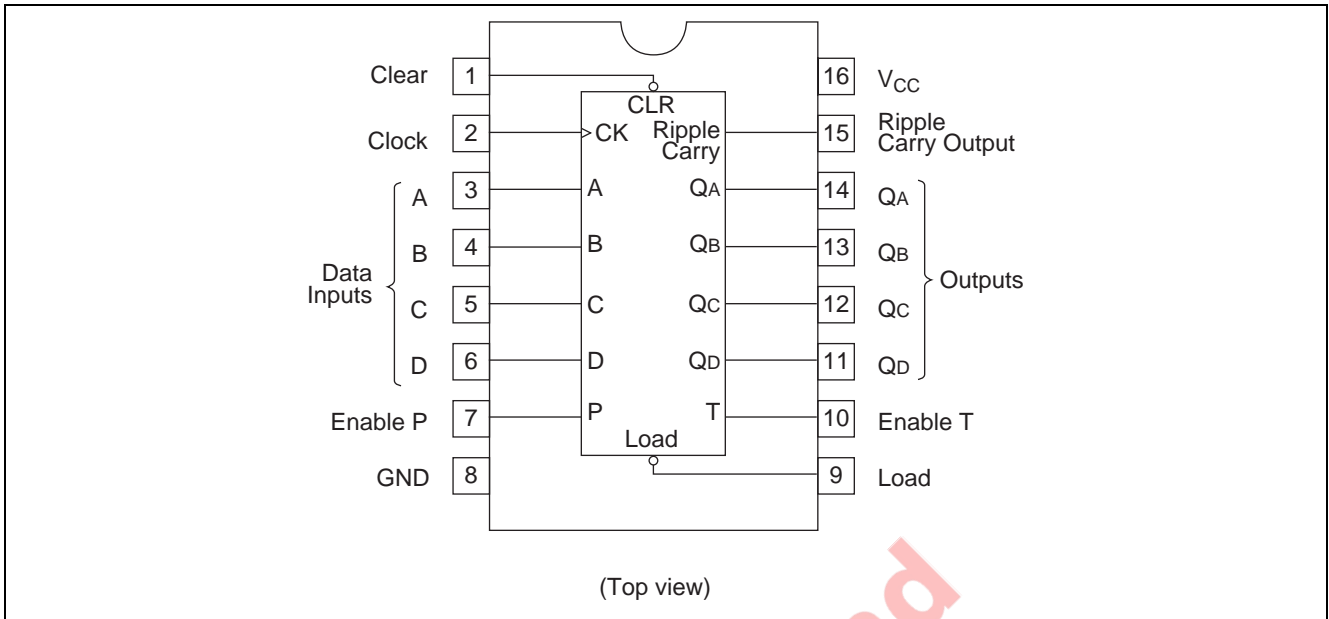 Clear 1 16 VCC
CLR
Clock 2 CK Ripple Carry 15 Ripple Carry Output
Data Inputs
A 3 A QA 14 QA
B 4 B QB 13 QB
C 5 C QC 12 QC
D 6 D QD 11 QD
Outputs
Enable P 7 P T 10 Enable T
Load
GND 8 9 Load
(Top view)